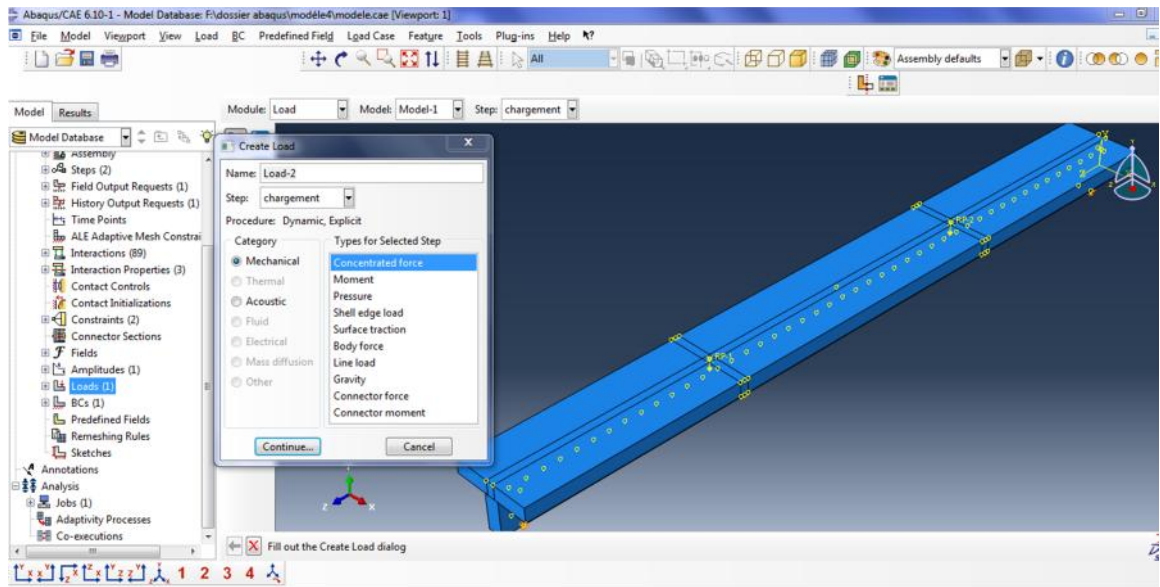 Abaqus/CAE 6.10-1 - Model Database: F:\dossier abaqus\modéle4\modele.cae [Viewport: 1]
File Model Viewport View Load BC Predefined Field Load Case Feature Tools Plug-ins Help
All
Assembly defaults
Model Results
Module: Load Model: Model-1 Step: chargement
Model Database
Assembly
Steps (2)
Field Output Requests (1)
History Output Requests (1)
Time Points
ALE Adaptive Mesh Constrai
Interactions (89)
Interaction Properties (3)
Contact Controls
Contact Initializations
Constraints (2)
Connector Sections
Fields
Amplitudes (1)
Loads (1)
BCs (1)
Predefined Fields
Remeshing Rules
Sketches
Annotations
Analysis
Jobs (1)
Adaptivity Processes
Co-executions
Create Load
Name: Load-2
Step: chargement
Procedure: Dynamic, Explicit
Category
Mechanical
Thermal
Acoustic
Fluid
Electrical
Mass diffusion
Other
Types for Selected Step
Concentrated force
Moment
Pressure
Shell edge load
Surface traction
Body force
Line load
Gravity
Connector force
Connector moment
Continue...
Cancel
RP-2
RP-1
Z X
Fill out the Create Load dialog
1 2 3 4